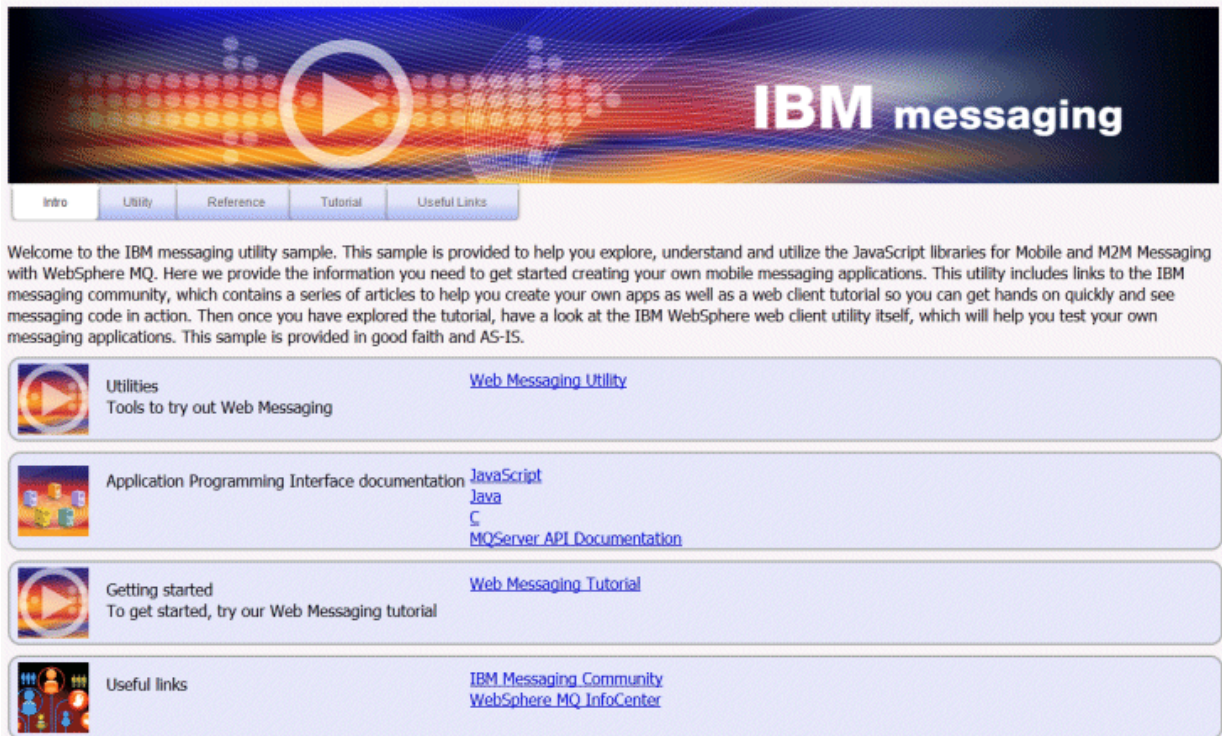 IBM messaging
Intro Utility Reference Tutorial Useful Links
Welcome to the IBM messaging utility sample. This sample is provided to help you explore, understand and utilize the JavaScript libraries for Mobile and M2M Messaging
with WebSphere MQ. Here we provide the information you need to get started creating your own mobile messaging applications. This utility includes links to the IBM
messaging community, which contains a series of articles to help you create your own apps as well as a web client tutorial so you can get hands on quickly and see
messaging code in action. Then once you have explored the tutorial, have a look at the IBM WebSphere web client utility itself, which will help you test your own
messaging applications. This sample is provided in good faith and AS-IS.
Utilities
Tools to try out Web Messaging
Web Messaging Utility
Application Programming Interface documentation
JavaScript
Java
C
MQServer API Documentation
Getting started
To get started, try our Web Messaging tutorial
Web Messaging Tutorial
Useful links
IBM Messaging Community
WebSphere MQ InfoCenter